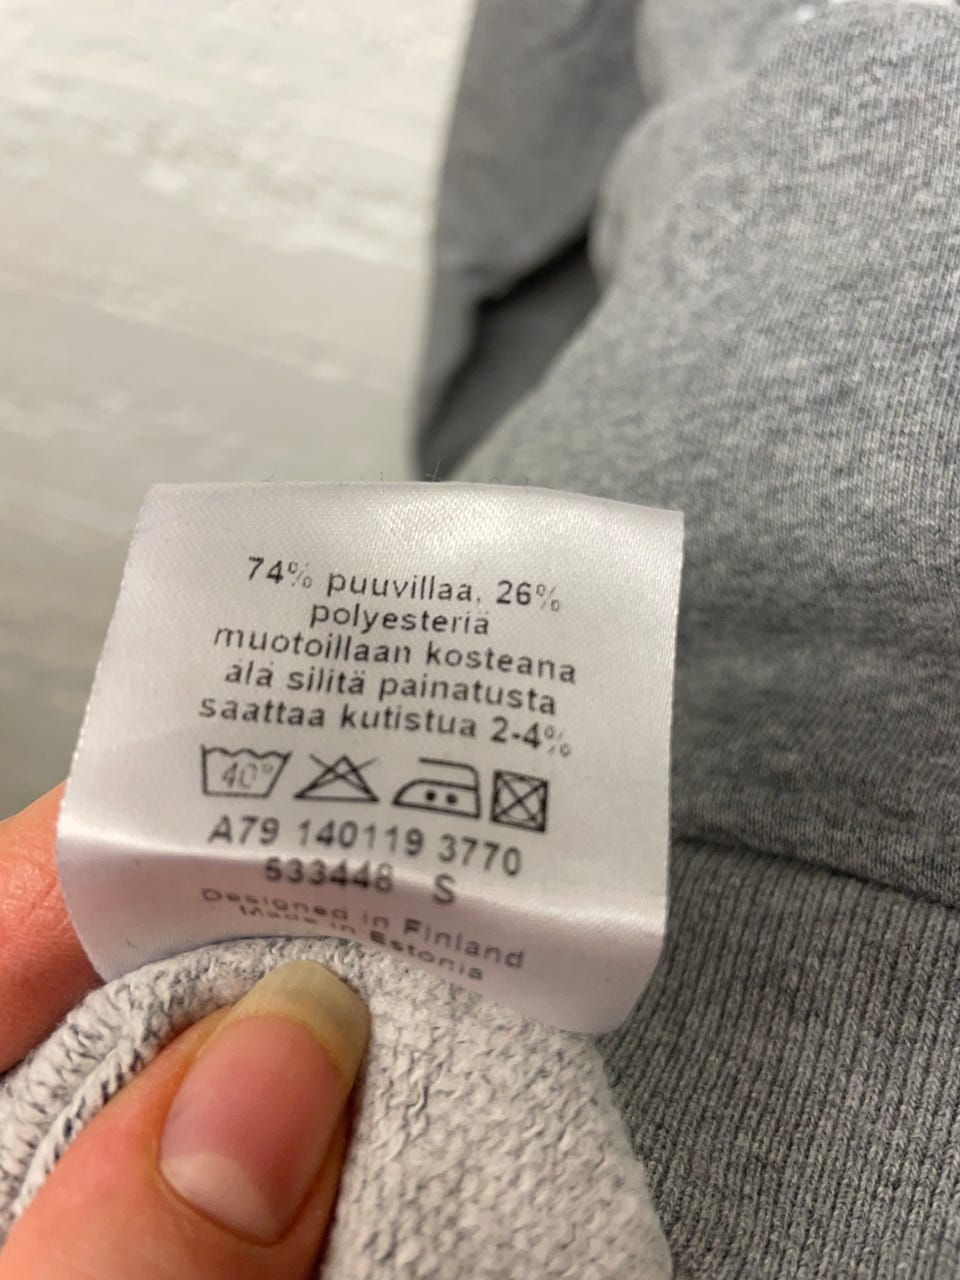 74% puuvillaa, 26%
polyesteriä
muotoillaan kosteana
älä silitä painatusta
saattaa kutistua 2-4%
40°
A79 140119 3770
533448 S
Designed in Finland
Made in Estonia